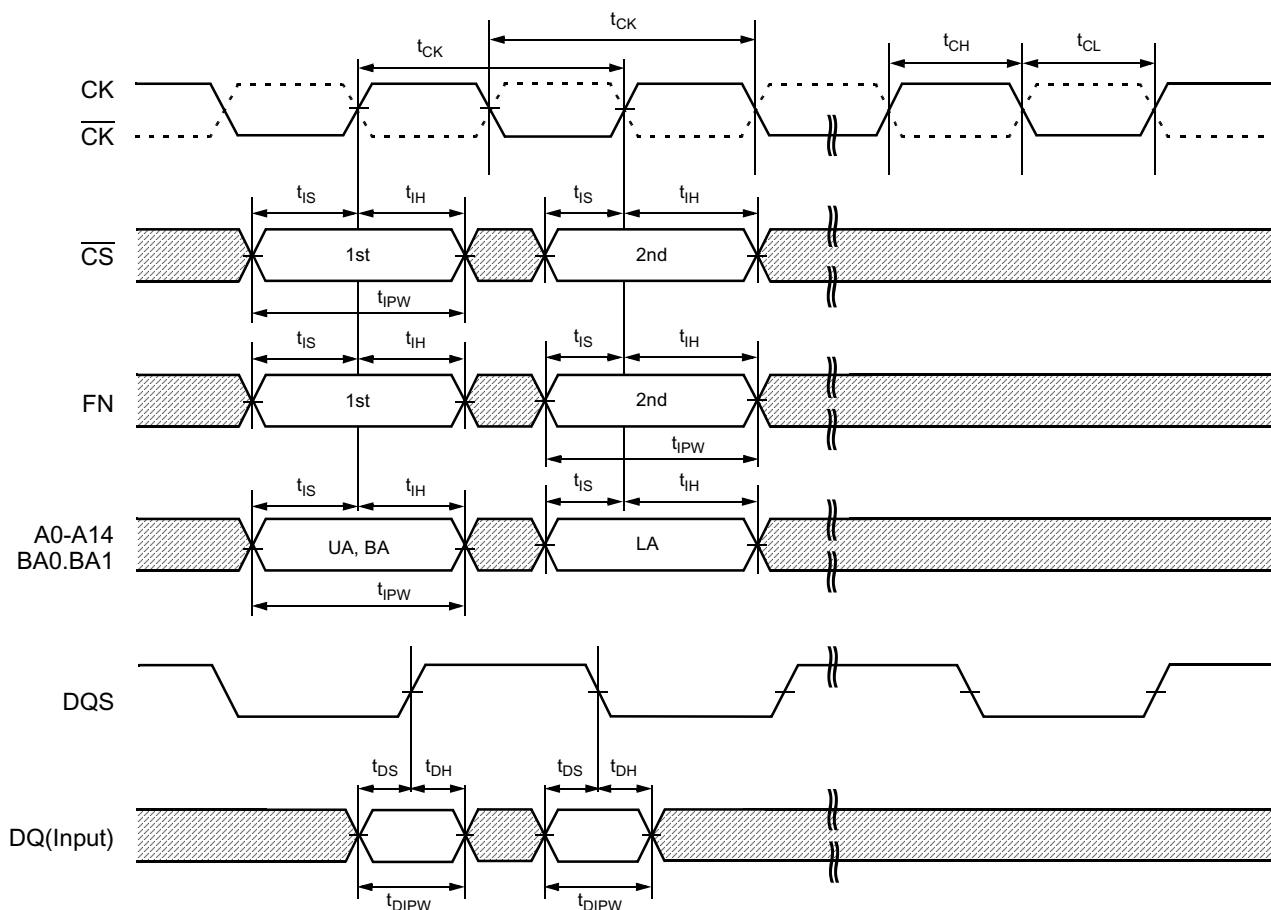 tCK
tCK
tCH
tCL
CK
CK
tIS
tIH
tIS
tIH
CS
1st
2nd
tIPW
tIS
tIH
tIS
tIH
FN
1st
2nd
tIPW
tIS
tIH
tIS
tIH
A0-A14
BA0.BA1
UA, BA
LA
tIPW
DQS
tDS
tDH
tDS
tDH
DQ(Input)
tDIPW
tDIPW